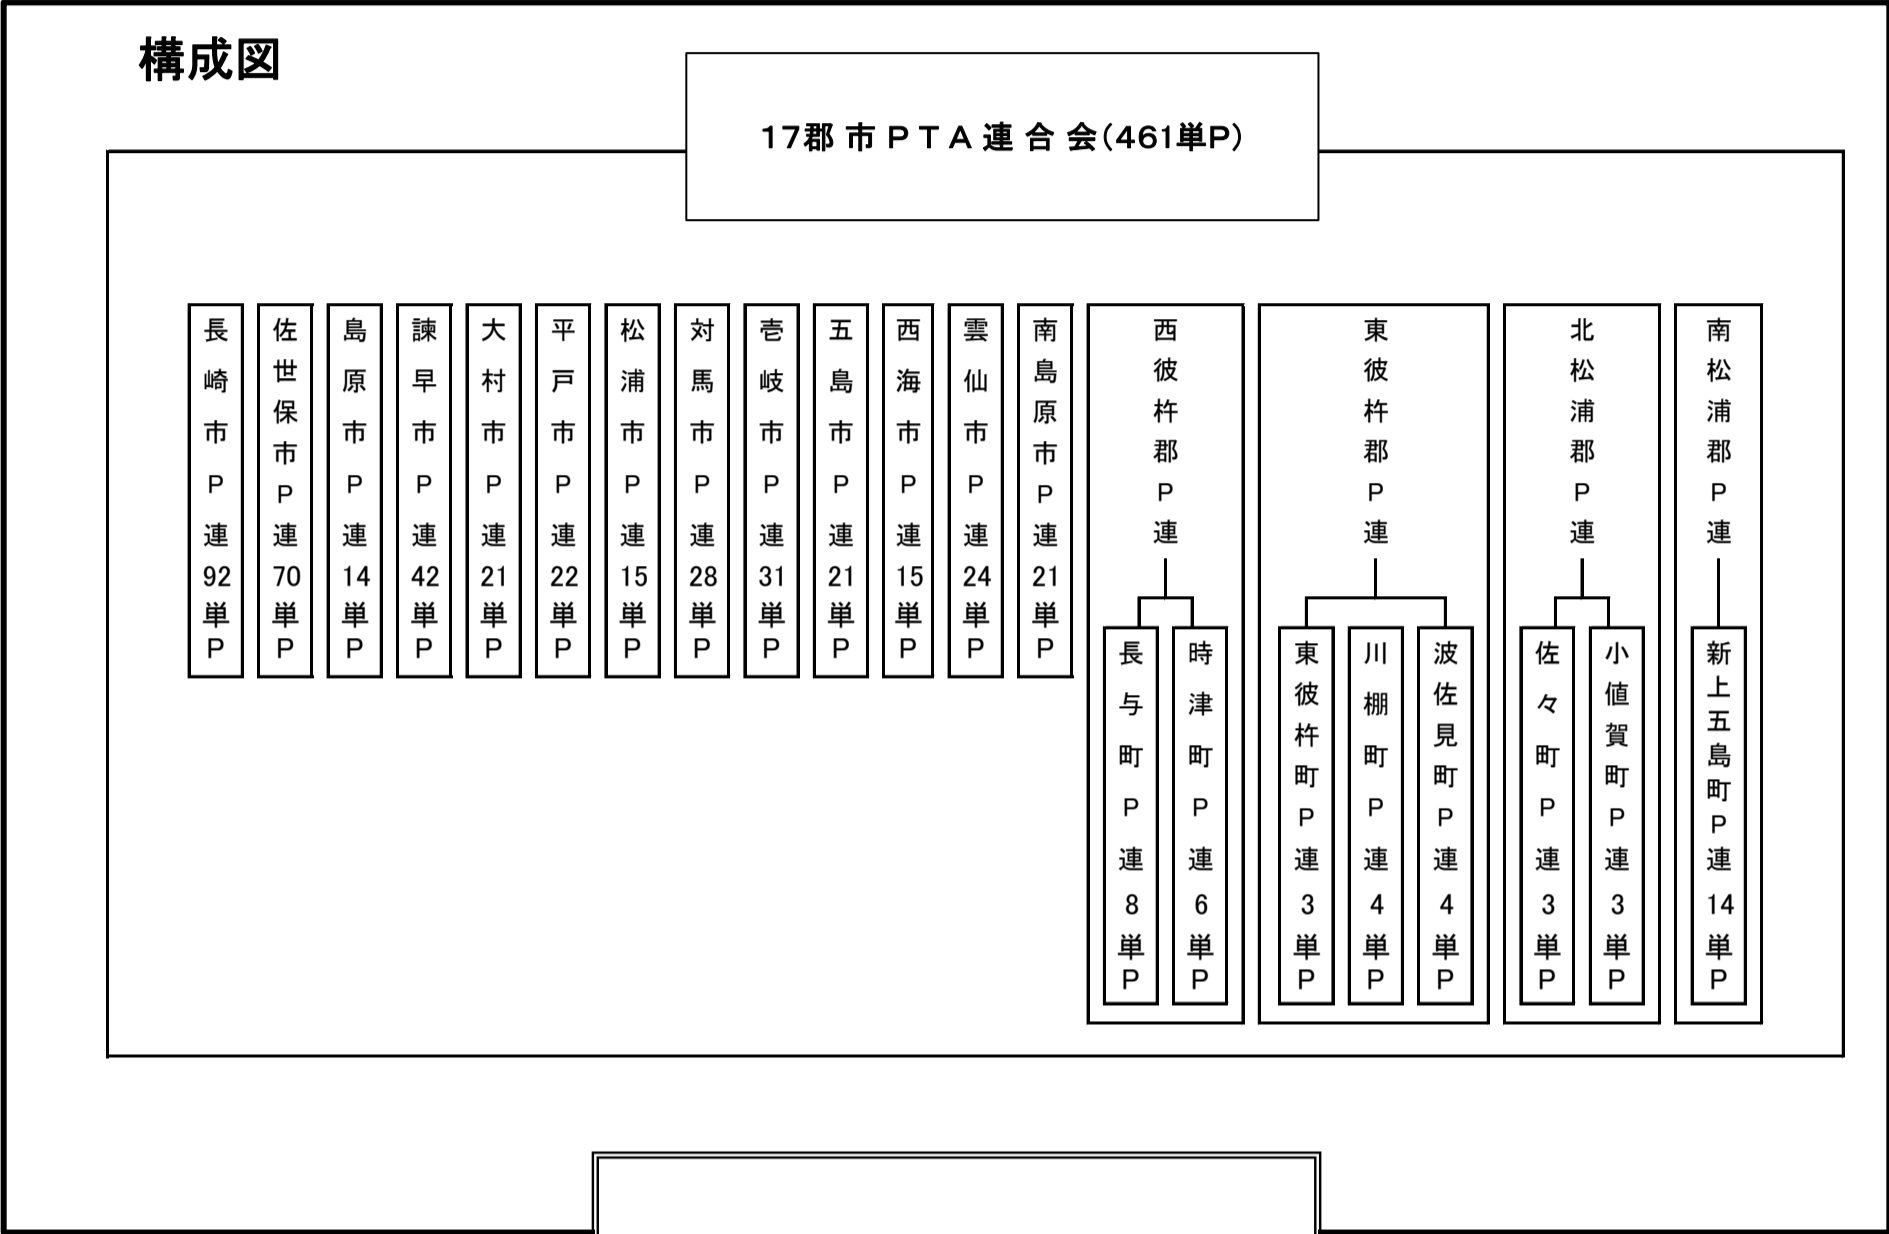 構成図
17郡 市 P T A 連 合 会(461単P)
長崎市P連92単P
佐世保市P連70単P
島原市P連14単P
諫早市P連42単P
大村市P連21単P
平戸市P連22単P
松浦市P連15単P
対馬市P連28単P
壱岐市P連31単P
五島市P連21単P
西海市P連15単P
雲仙市P連24単P
南島原市P連21単P
西彼杵郡P連
長与町P連8単P
時津町P連6単P
東彼杵郡P連
東彼杵町P連3単P
川棚町P連4単P
波佐見町P連4単P
北松浦郡P連
佐々町P連3単P
小値賀町P連3単P
南松浦郡P連
新上五島町P連14単P